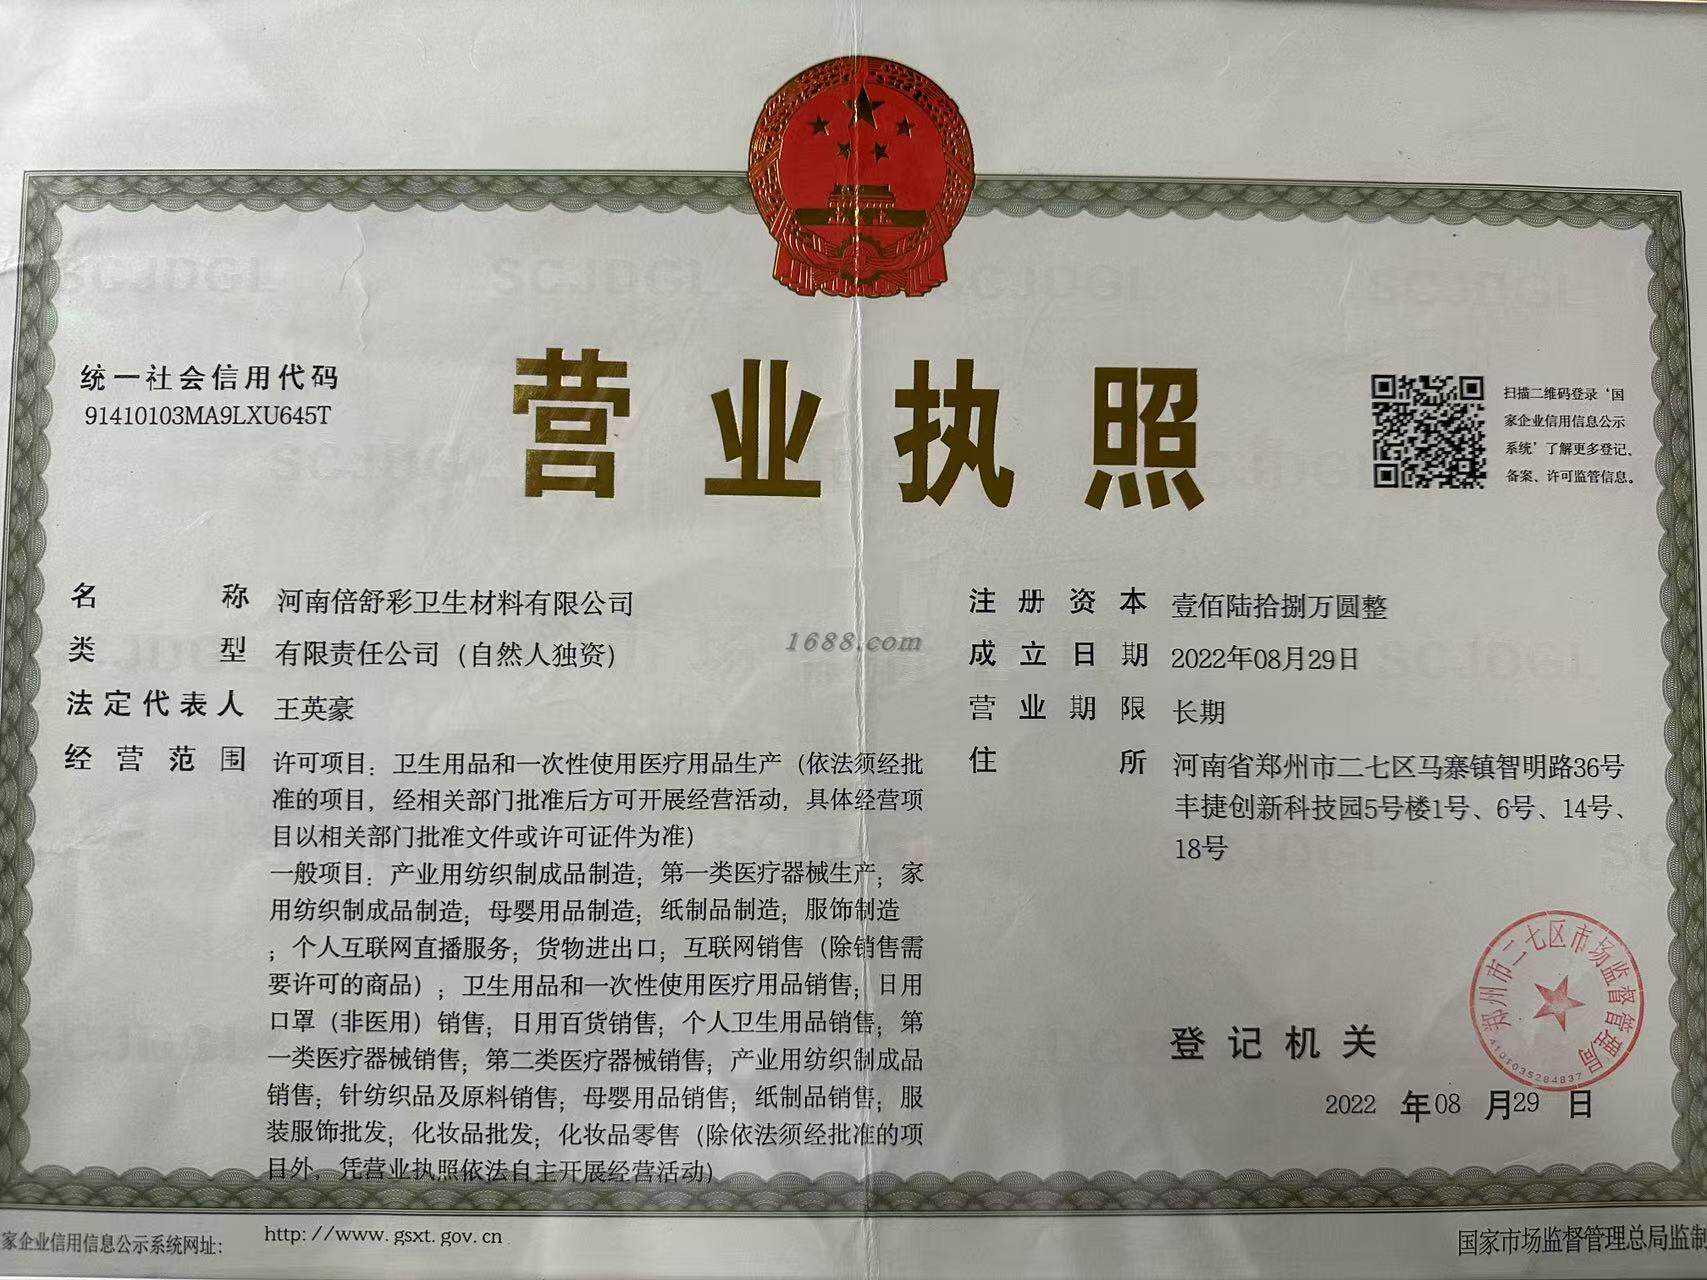 统一社会信用代码
91410103MA9LXU645T
营业执照
扫描二维码登录‘国
家企业信用信息公示
系统’了解更多登记、
备案、许可监管信息。
名称 河南倍舒彩卫生材料有限公司
类型 有限责任公司（自然人独资）
法定代表人 王英豪
经营范围 许可项目：卫生用品和一次性使用医疗用品生产（依法须经批
准的项目，经相关部门批准后方可开展经营活动，具体经营项
目以相关部门批准文件或许可证件为准）
一般项目：产业用纺织制成品制造；第一类医疗器械生产；家
用纺织制成品制造；母婴用品制造；纸制品制造；服饰制造
；个人互联网直播服务；货物进出口；互联网销售（除销售需
要许可的商品）；卫生用品和一次性使用医疗用品销售；日用
口罩（非医用）销售；日用百货销售；个人卫生用品销售；第
一类医疗器械销售；第二类医疗器械销售；产业用纺织制成品
销售；针纺织品及原料销售；母婴用品销售；纸制品销售；服
装服饰批发；化妆品批发；化妆品零售（除依法须经批准的项
目外，凭营业执照依法自主开展经营活动）
1688.com
注册资本 壹佰陆拾捌万圆整
成立日期 2022年08月29日
营业期限 长期
住所 河南省郑州市二七区马寨镇智明路36号
丰捷创新科技园5号楼1号、6号、14号、
18号
登记机关
郑州市二七区市场监督管理局
4101035284837
2022 年 08 月 29 日
家企业信用信息公示系统网址：
http://www.gsxt.gov.cn
国家市场监督管理总局监制
SCJDGL